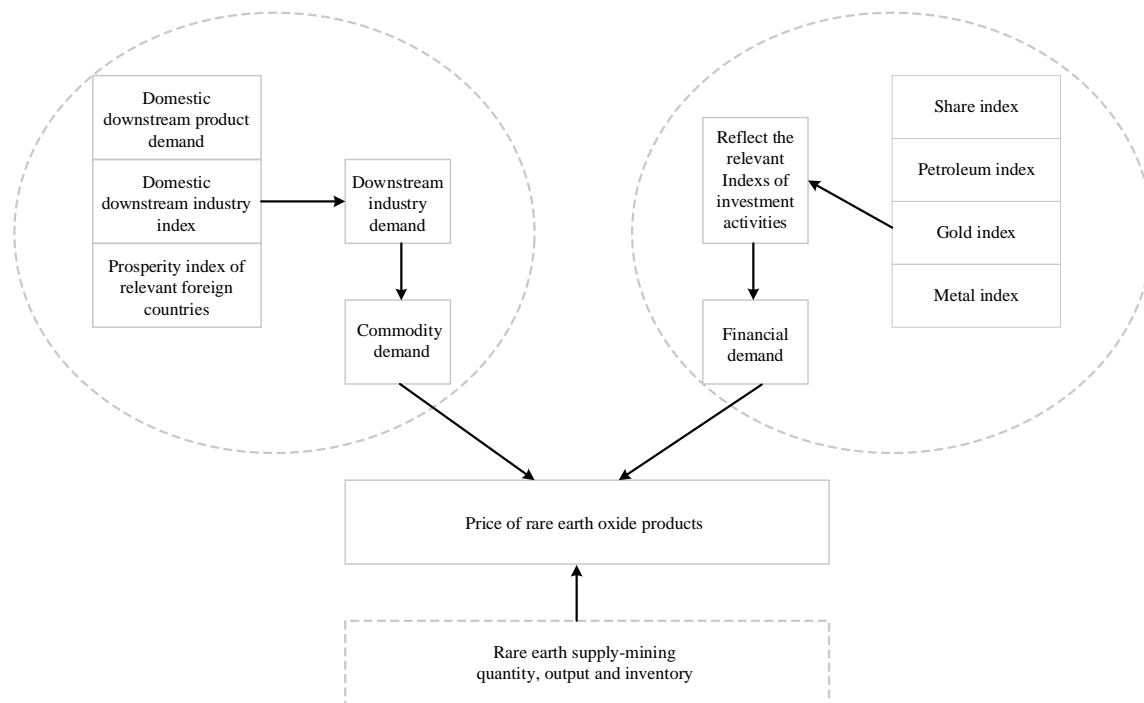 Domestic
downstream product
demand
Domestic
downstream industry
index
Prosperity index of
relevant foreign
countries
Downstream
industry
demand
Commodity
demand
Reflect the
relevant
Indexs of
investment
activities
Financial
demand
Share index
Petroleum index
Gold index
Metal index
Price of rare earth oxide products
Rare earth supply-mining
quantity, output and inventory